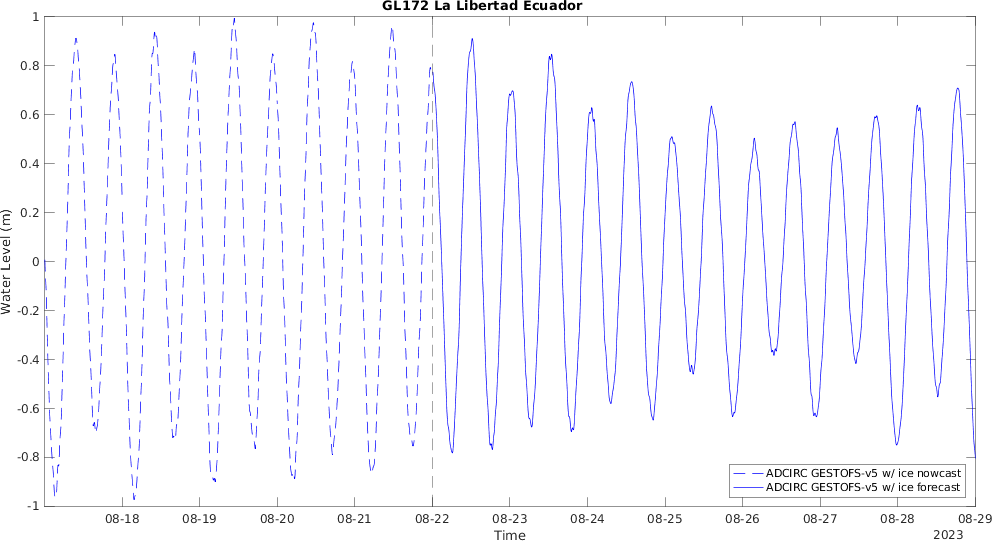 GL172 La Libertad Ecuador
Water Level (m)
1
0.8
0.6
0.4
0.2
0
-0.2
-0.4
-0.6
-0.8
-1
ADCIRC GESTOFS-v5 w/ ice nowcast
ADCIRC GESTOFS-v5 w/ ice forecast
08-18 08-19 08-20 08-21 08-22 08-23 08-24 08-25 08-26 08-27 08-28 08-29
Time
2023